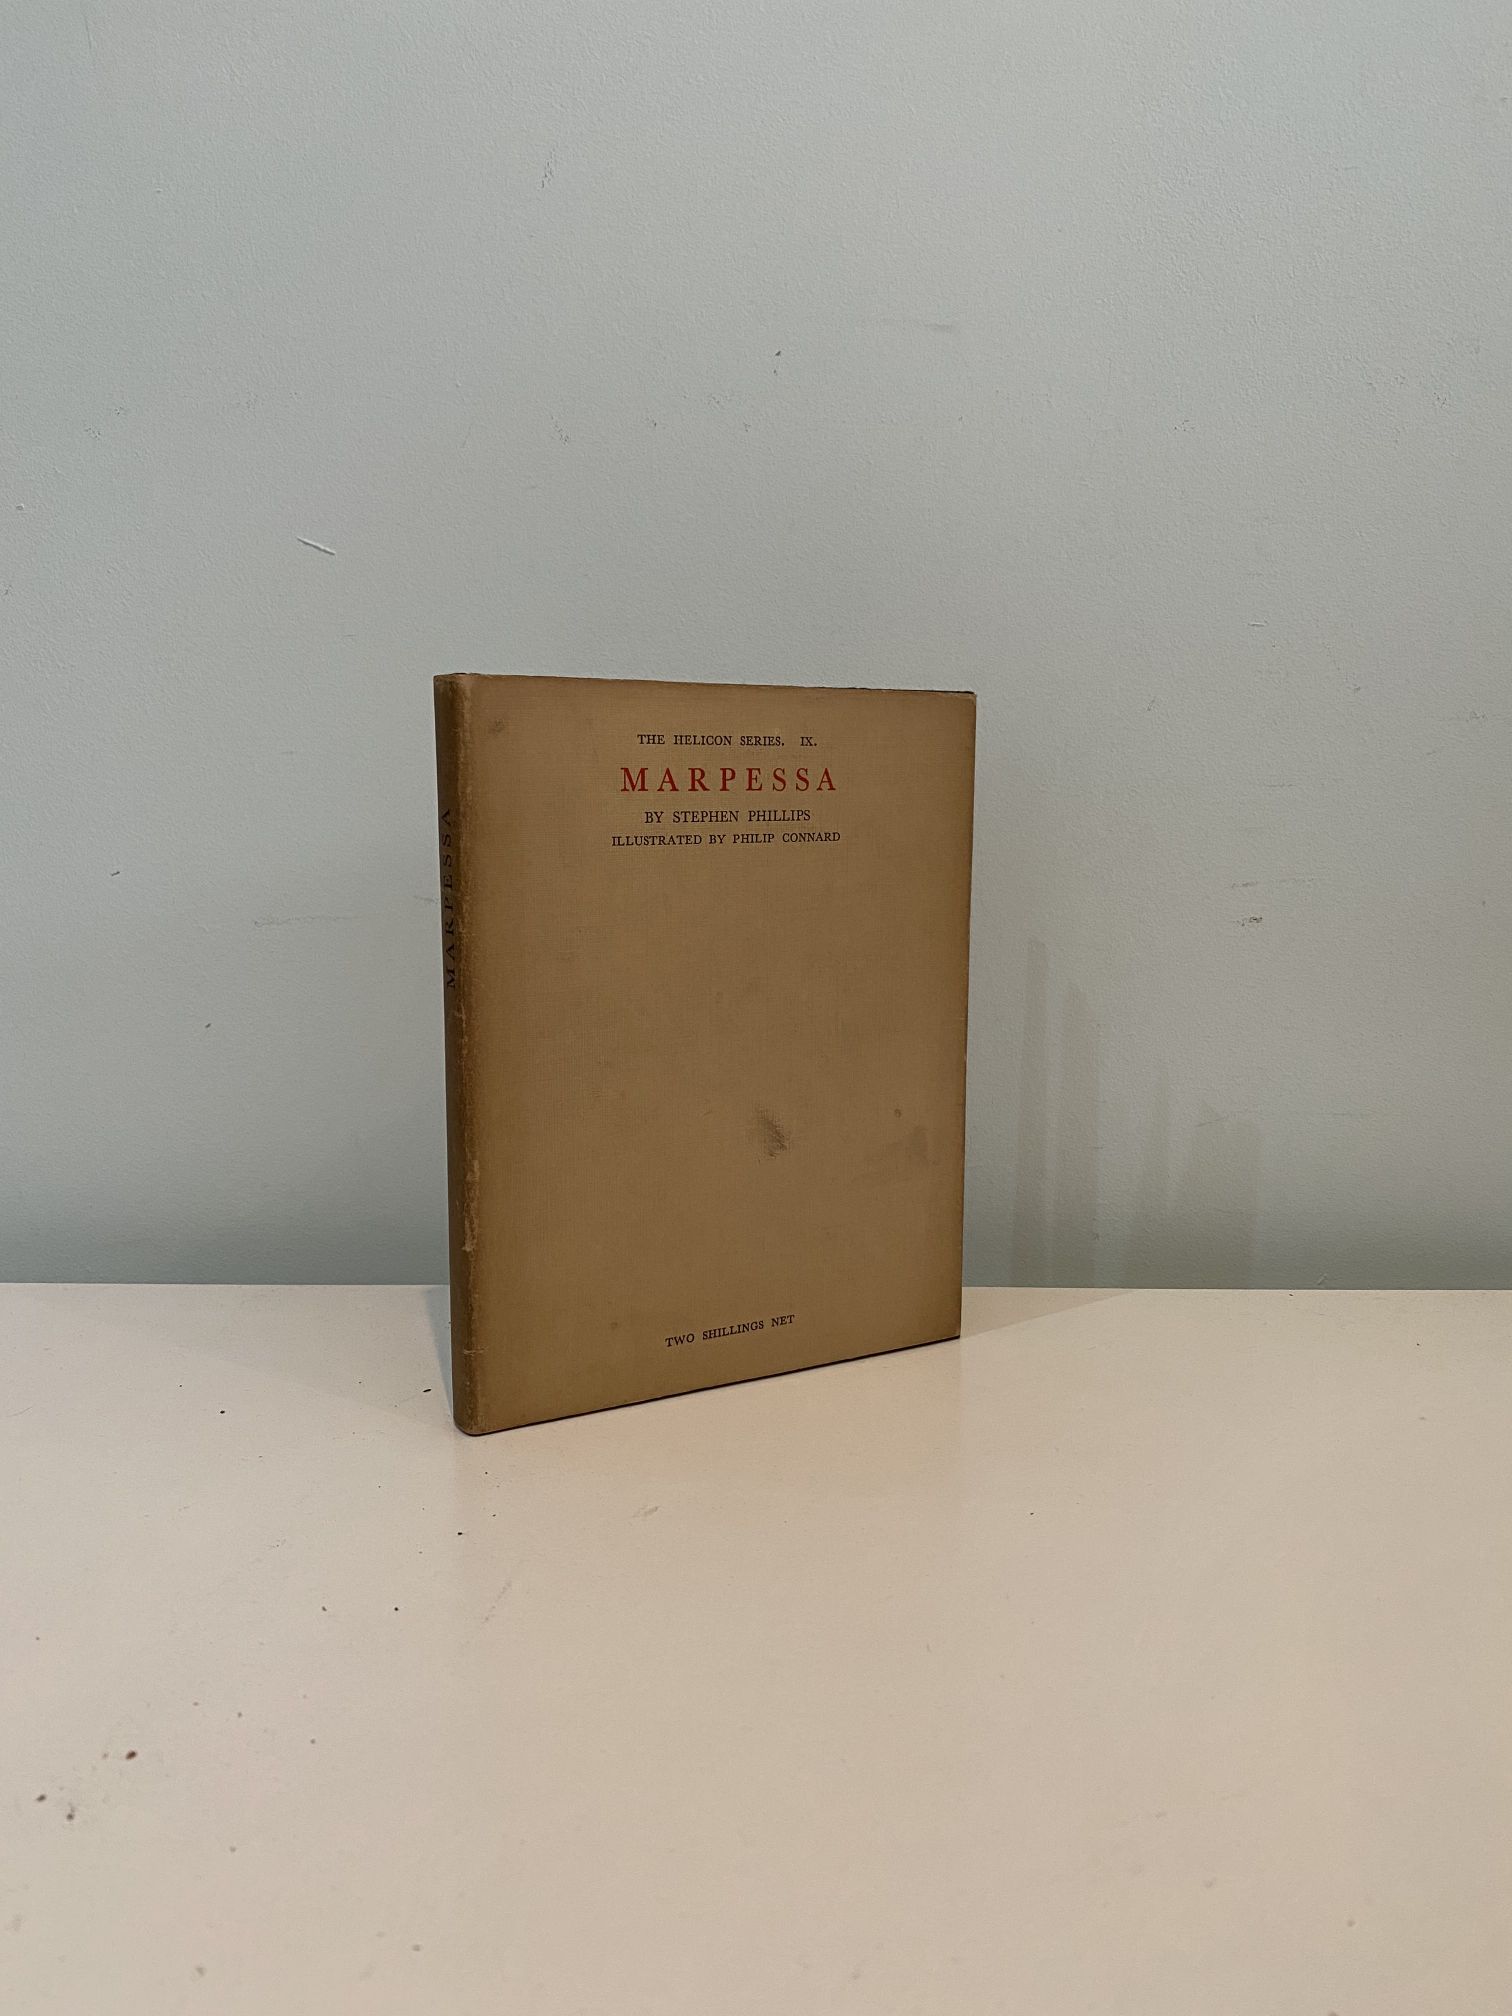 THE HELICON SERIES. IX.
MARPESSA
BY STEPHEN PHILLIPS
ILLUSTRATED BY PHILIP CONNARD
TWO SHILLINGS NET
MARPESSA